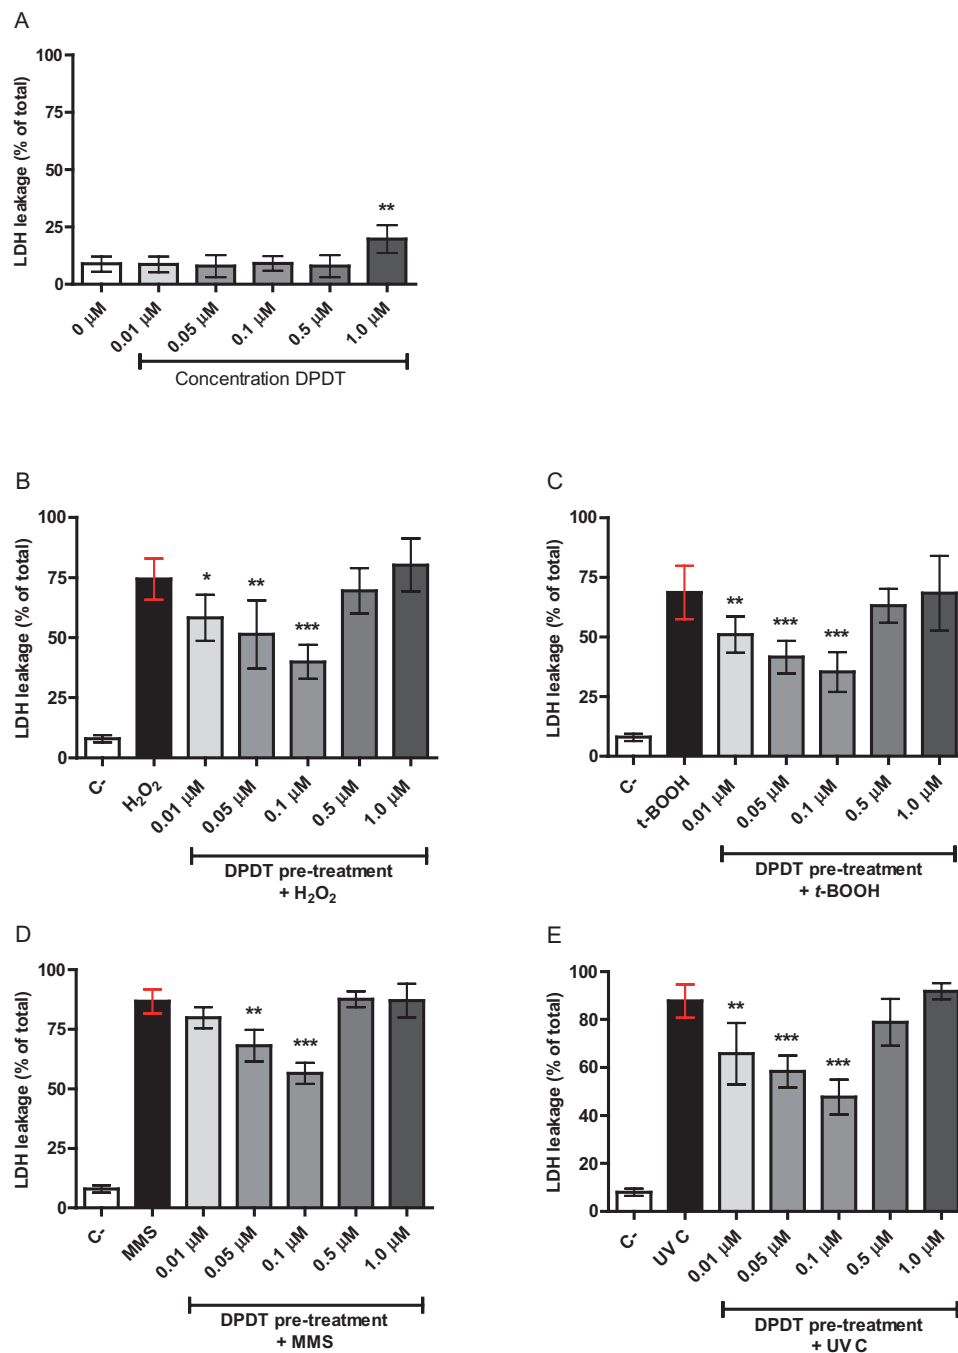 A
LDH leakage (% of total)
100
75
50
25
0
**
0 µM
0.01 µM
0.05 µM
0.1 µM
0.5 µM
1.0 µM
Concentration DPDT
B
LDH leakage (% of total)
100
75
50
25
0
*
**
***
C-
H₂O₂
0.01 µM
0.05 µM
0.1 µM
0.5 µM
1.0 µM
DPDT pre-treatment
+ H₂O₂
C
LDH leakage (% of total)
100
75
50
25
0
**
***
***
C-
t-BOOH
0.01 µM
0.05 µM
0.1 µM
0.5 µM
1.0 µM
DPDT pre-treatment
+ t-BOOH
D
LDH leakage (% of total)
100
75
50
25
0
**
***
C-
MMS
0.01 µM
0.05 µM
0.1 µM
0.5 µM
1.0 µM
DPDT pre-treatment
+ MMS
E
LDH leakage (% of total)
100
80
60
40
20
0
**
***
***
C-
UV C
0.01 µM
0.05 µM
0.1 µM
0.5 µM
1.0 µM
DPDT pre-treatment
+ UV C